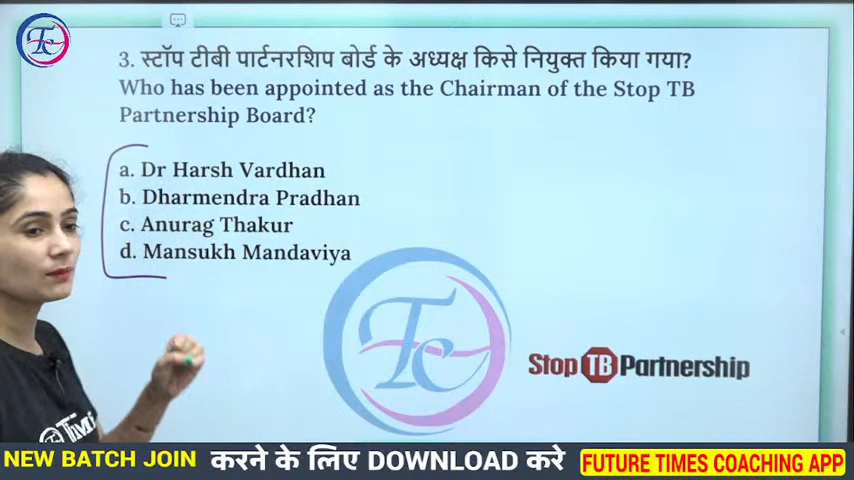 3. स्टॉप टीबी पार्टनरशिप बोर्ड के अध्यक्ष किसे नियुक्त किया गया?
Who has been appointed as the Chairman of the Stop TB
Partnership Board?
a. Dr Harsh Vardhan
b. Dharmendra Pradhan
c. Anurag Thakur
d. Mansukh Mandaviya
Tc
Tc
Stop TB Partnership
NEW BATCH JOIN करने के लिए DOWNLOAD करे FUTURE TIMES COACHING APP